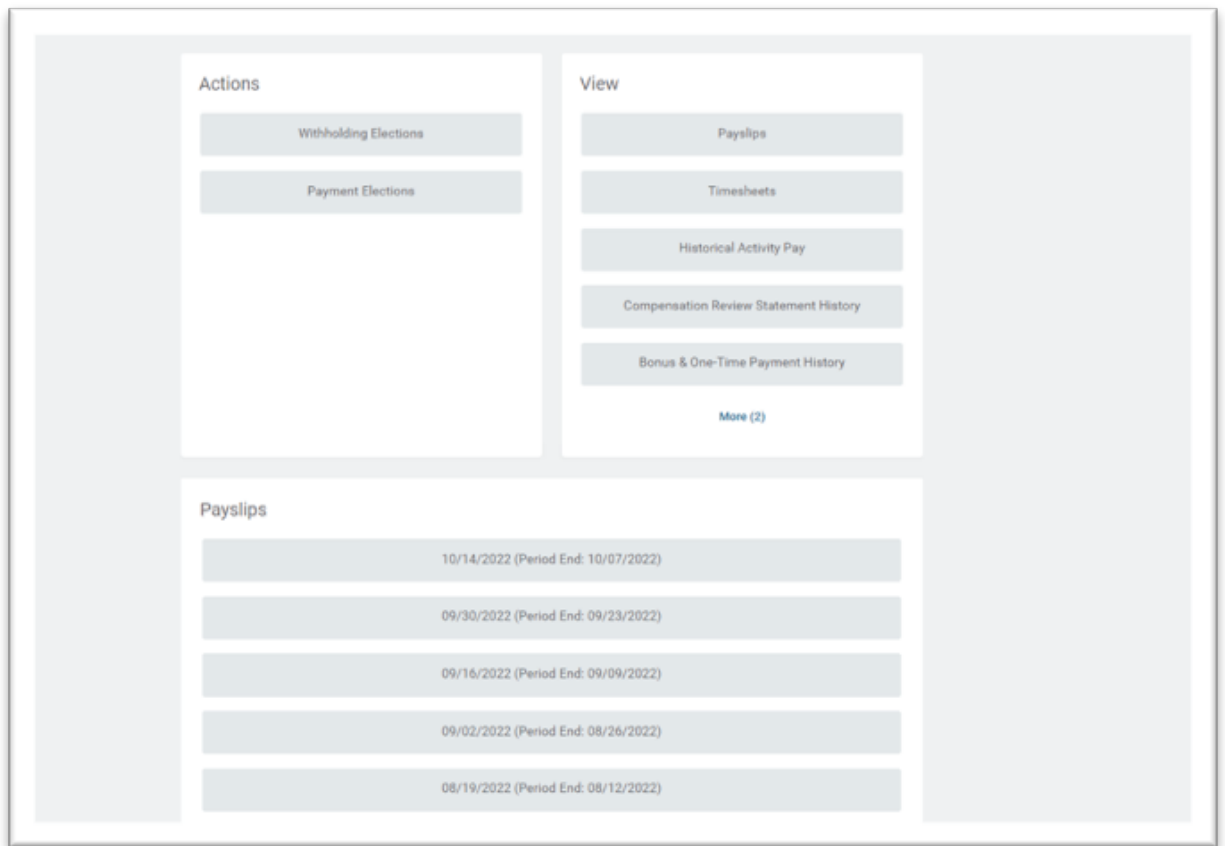 Actions
Withholding Elections
Payment Elections
View
Payslips
Timesheets
Historical Activity Pay
Compensation Review Statement History
Bonus & One-Time Payment History
More (2)
Payslips
10/14/2022 (Period End: 10/07/2022)
09/30/2022 (Period End: 09/23/2022)
09/16/2022 (Period End: 09/09/2022)
09/02/2022 (Period End: 08/26/2022)
08/19/2022 (Period End: 08/12/2022)